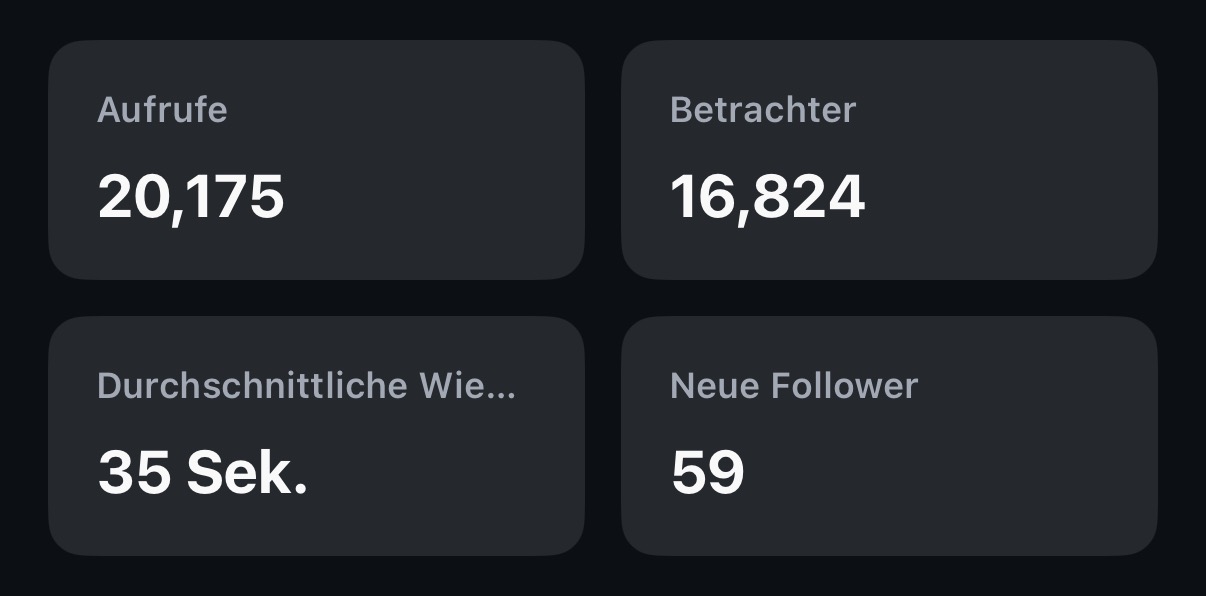 Aufrufe
20,175
Betrachter
16,824
Durchschnittliche Wie...
35 Sek.
Neue Follower
59